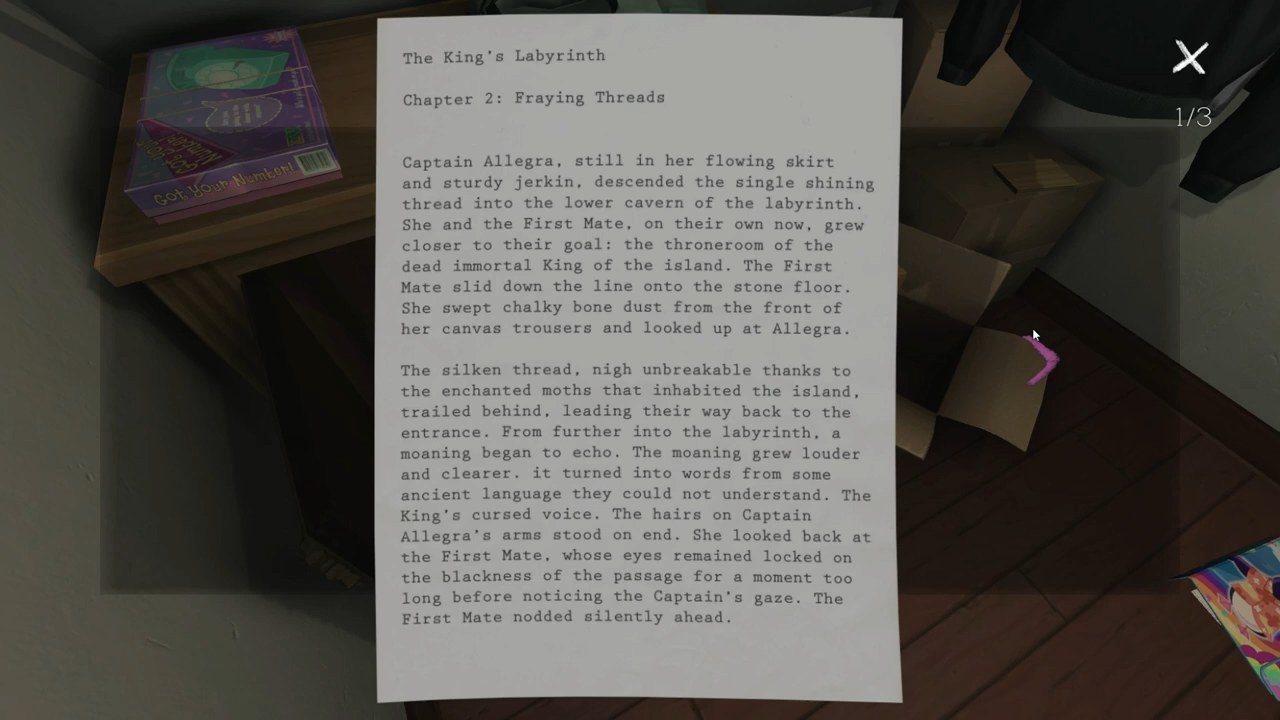 The King's Labyrinth
Chapter 2: Fraying Threads
Captain Allegra, still in her flowing skirt
and sturdy jerkin, descended the single shining
thread into the lower cavern of the labyrinth.
She and the First Mate, on their own now, grew
closer to their goal: the throneroom of the
dead immortal King of the island. The First
Mate slid down the line onto the stone floor.
She swept chalky bone dust from the front of
her canvas trousers and looked up at Allegra.
The silken thread, nigh unbreakable thanks to
the enchanted moths that inhabited the island,
trailed behind, leading their way back to the
entrance. From further into the labyrinth, a
moaning began to echo. The moaning grew louder
and clearer. it turned into words from some
ancient language they could not understand. The
King's cursed voice. The hairs on Captain
Allegra's arms stood on end. She looked back at
the First Mate, whose eyes remained locked on
the blackness of the passage for a moment too
long before noticing the Captain's gaze. The
First Mate nodded silently ahead.
1/3
Got Your Number!